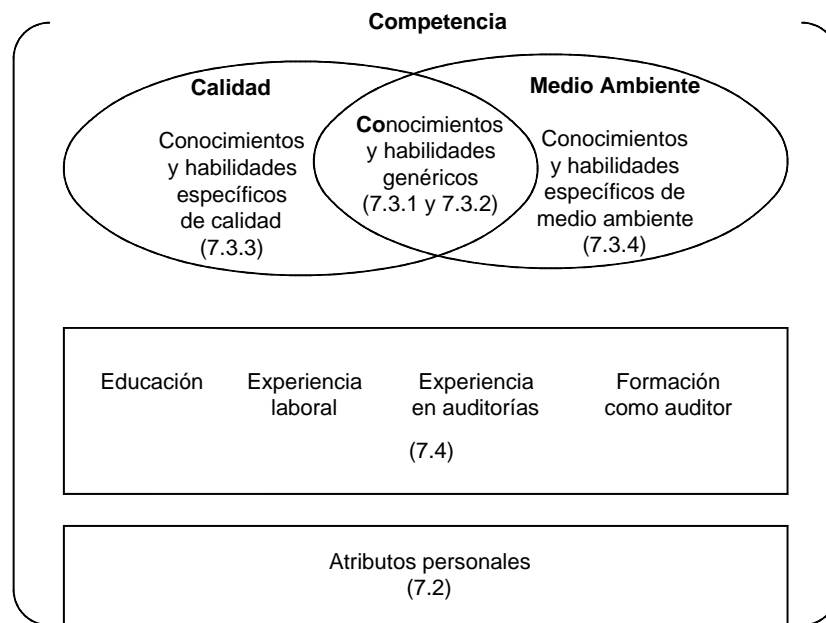 Competencia
Calidad
Conocimientos
y habilidades
específicos
de calidad
(7.3.3)
Conocimientos
y habilidades
genéricos
(7.3.1 y 7.3.2)
Medio Ambiente
Conocimientos
y habilidades
específicos de
medio ambiente
(7.3.4)
Educación
Experiencia
laboral
Experiencia
en auditorías
Formación
como auditor
(7.4)
Atributos personales
(7.2)